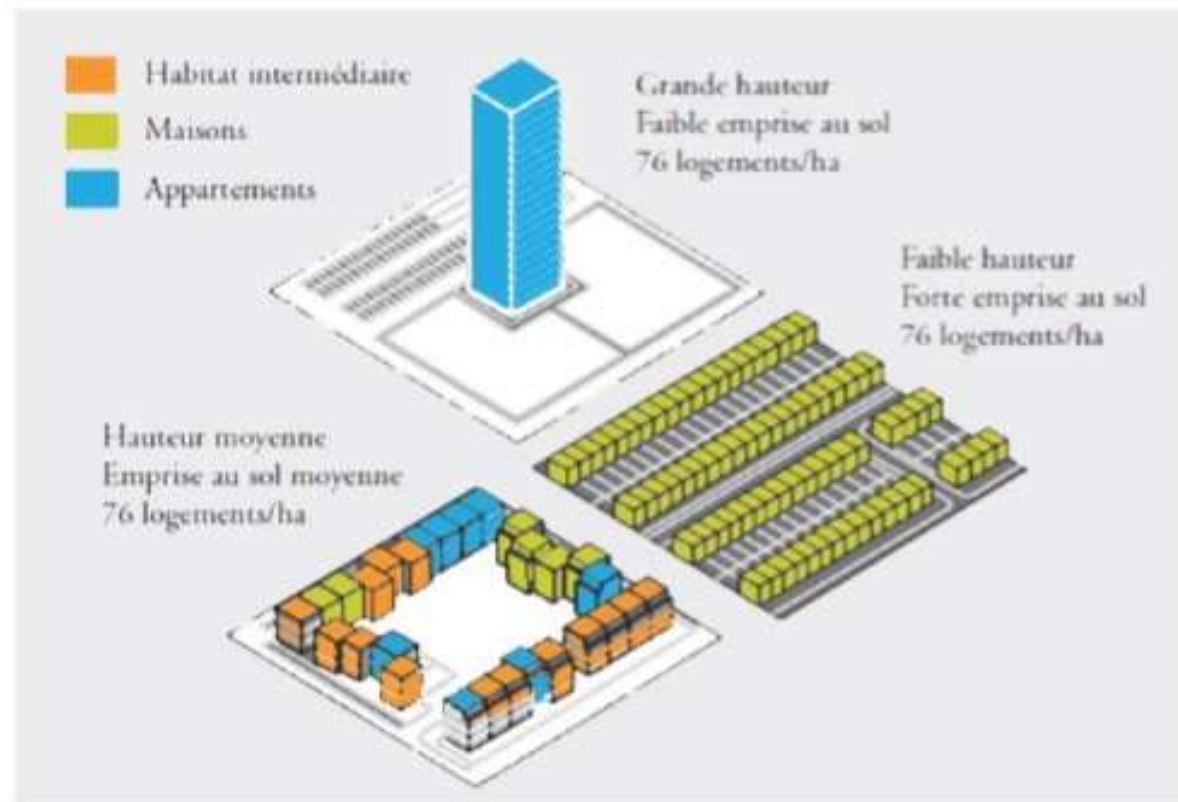 Habitat intermédiaire
Maisons
Appartements
Grande hauteur
Faible emprise au sol
76 logements/ha
Faible hauteur
Forte emprise au sol
76 logements/ha
Hauteur moyenne
Emprise au sol moyenne
76 logements/ha